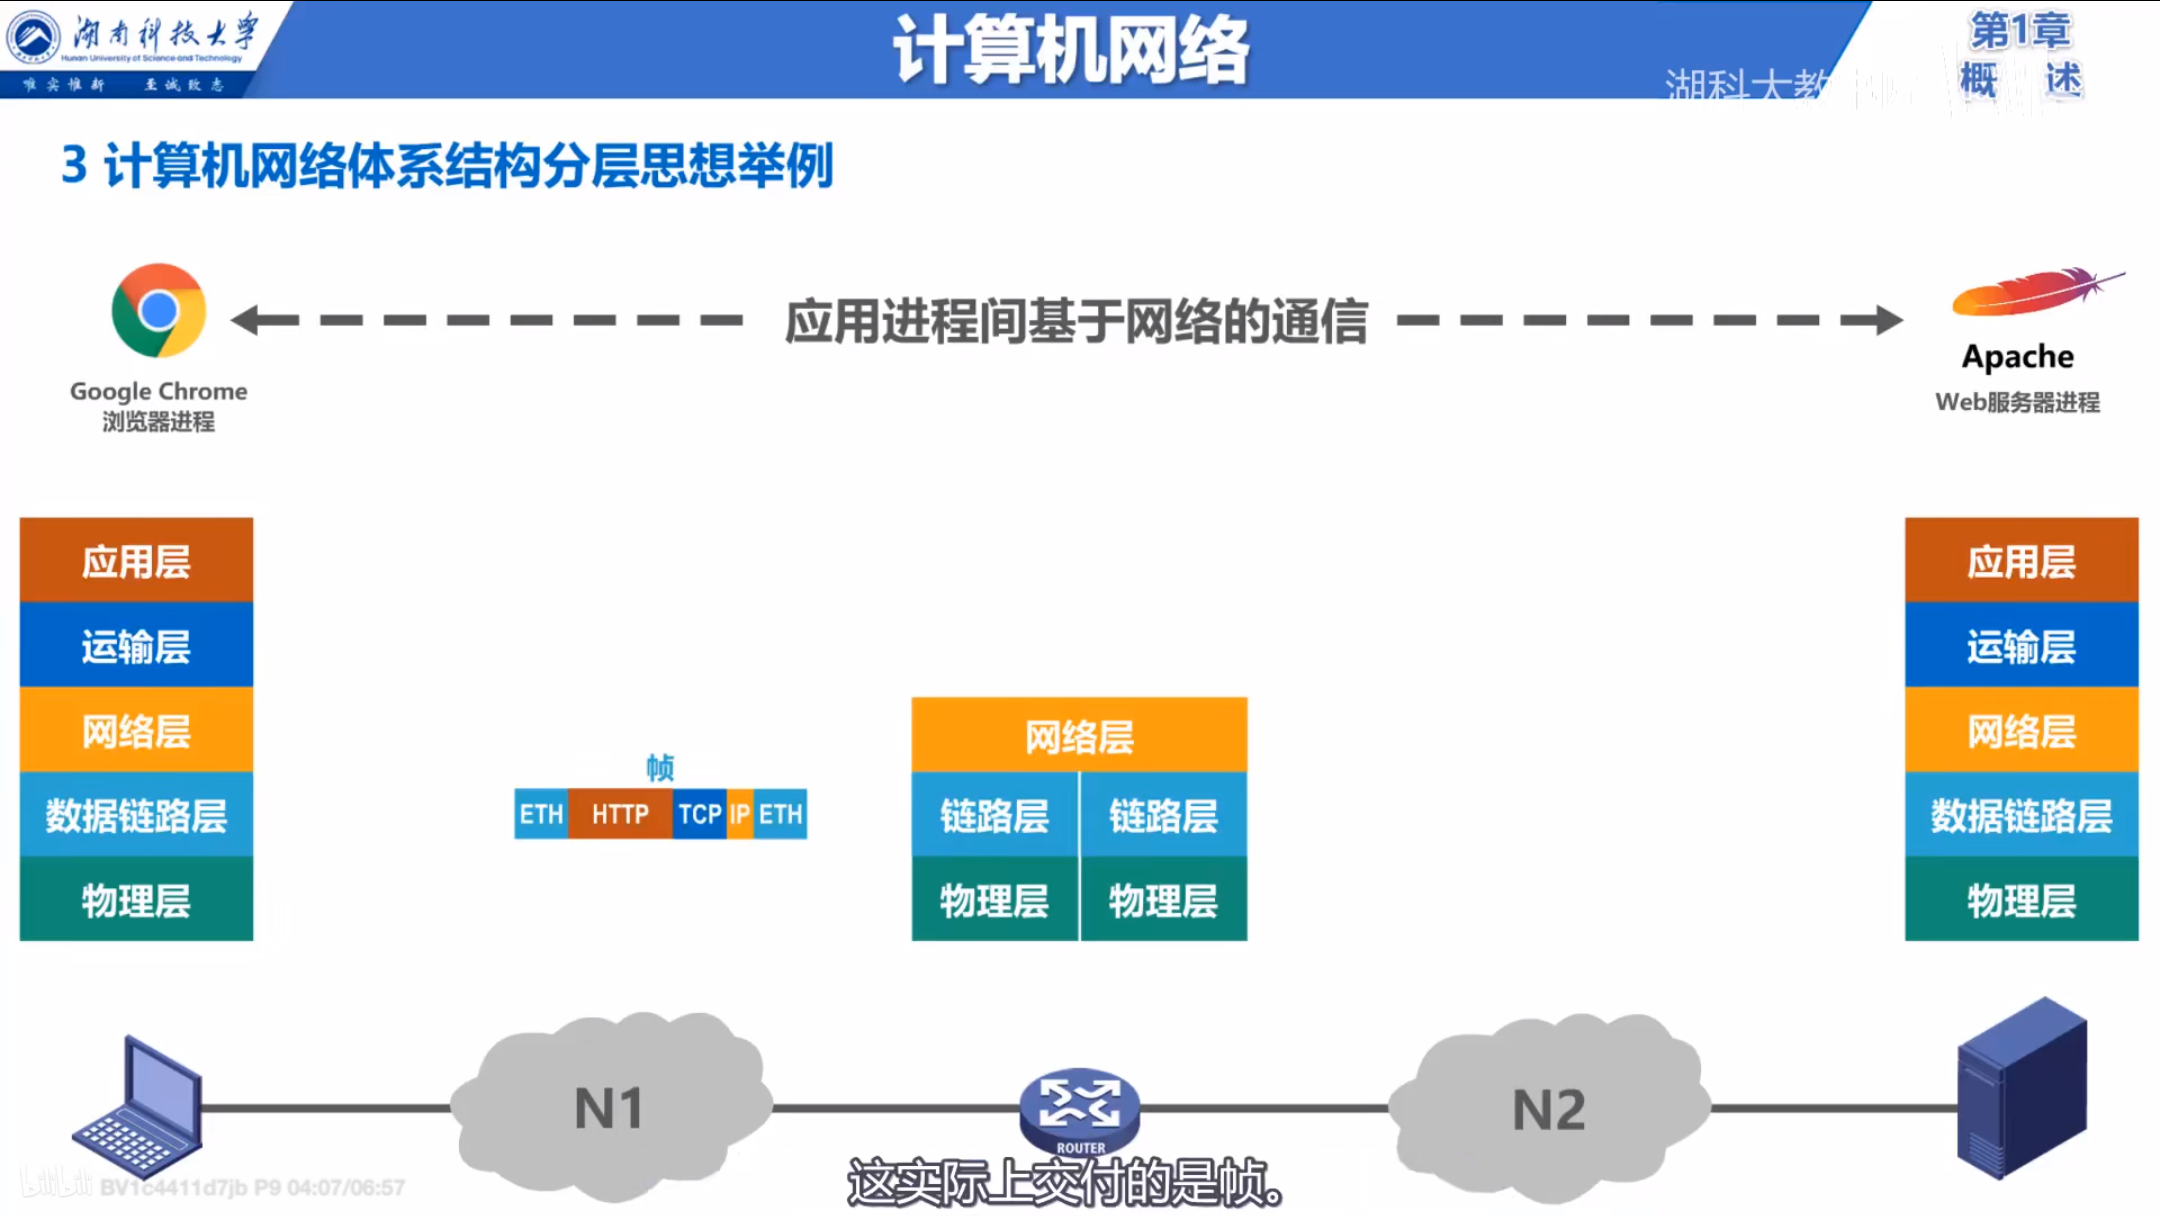 湖南科技大学
Hunan University of Science and Technology
唯实惟新 至诚致志
计算机网络
第1章
概 述
湖科大教
3 计算机网络体系结构分层思想举例
应用进程间基于网络的通信
Google Chrome
浏览器进程
Apache
Web服务器进程
应用层
运输层
网络层
数据链路层
物理层
帧
ETH HTTP TCP IP ETH
网络层
链路层 链路层
物理层 物理层
应用层
运输层
网络层
数据链路层
物理层
N1
ROUTER
N2
这实际上交付的是帧。
bilibili BV1c4411d7jb P9 04:07/06:57